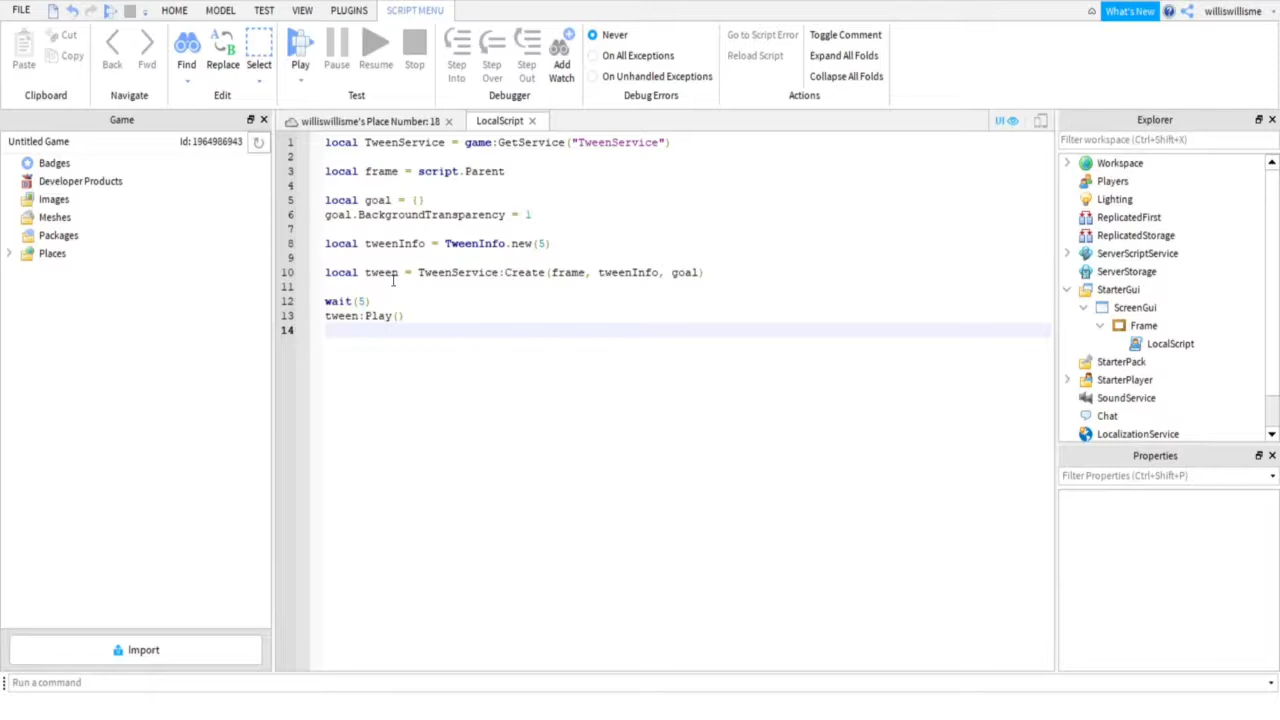 FILE HOME MODEL TEST VIEW PLUGINS SCRIPT MENU What's New williswillisme
Paste Cut Copy Back Fwd Find Replace Select Play Pause Resume Stop Step Into Step Over Step Out Add Watch Never On All Exceptions On Unhandled Exceptions Go to Script Error Reload Script Toggle Comment Expand All Folds Collapse All Folds
Clipboard Navigate Edit Test Debugger Debug Errors Actions
Game
Untitled Game Id: 1964986943
Badges
Developer Products
Images
Meshes
Packages
Places
Import
williswillisme's Place Number: 18 LocalScript UI
1 local TweenService = game:GetService("TweenService")
2
3 local frame = script.Parent
4
5 local goal = {}
6 goal.BackgroundTransparency = 1
7
8 local tweenInfo = TweenInfo.new(5)
9
10 local tween = TweenService:Create(frame, tweenInfo, goal)
11
12 wait(5)
13 tween:Play()
14
Explorer
Filter workspace (Ctrl+Shift+X)
Workspace
Players
Lighting
ReplicatedFirst
ReplicatedStorage
ServerScriptService
ServerStorage
StarterGui
ScreenGui
Frame
LocalScript
StarterPack
StarterPlayer
SoundService
Chat
LocalizationService
Properties
Filter Properties (Ctrl+Shift+P)
Run a command